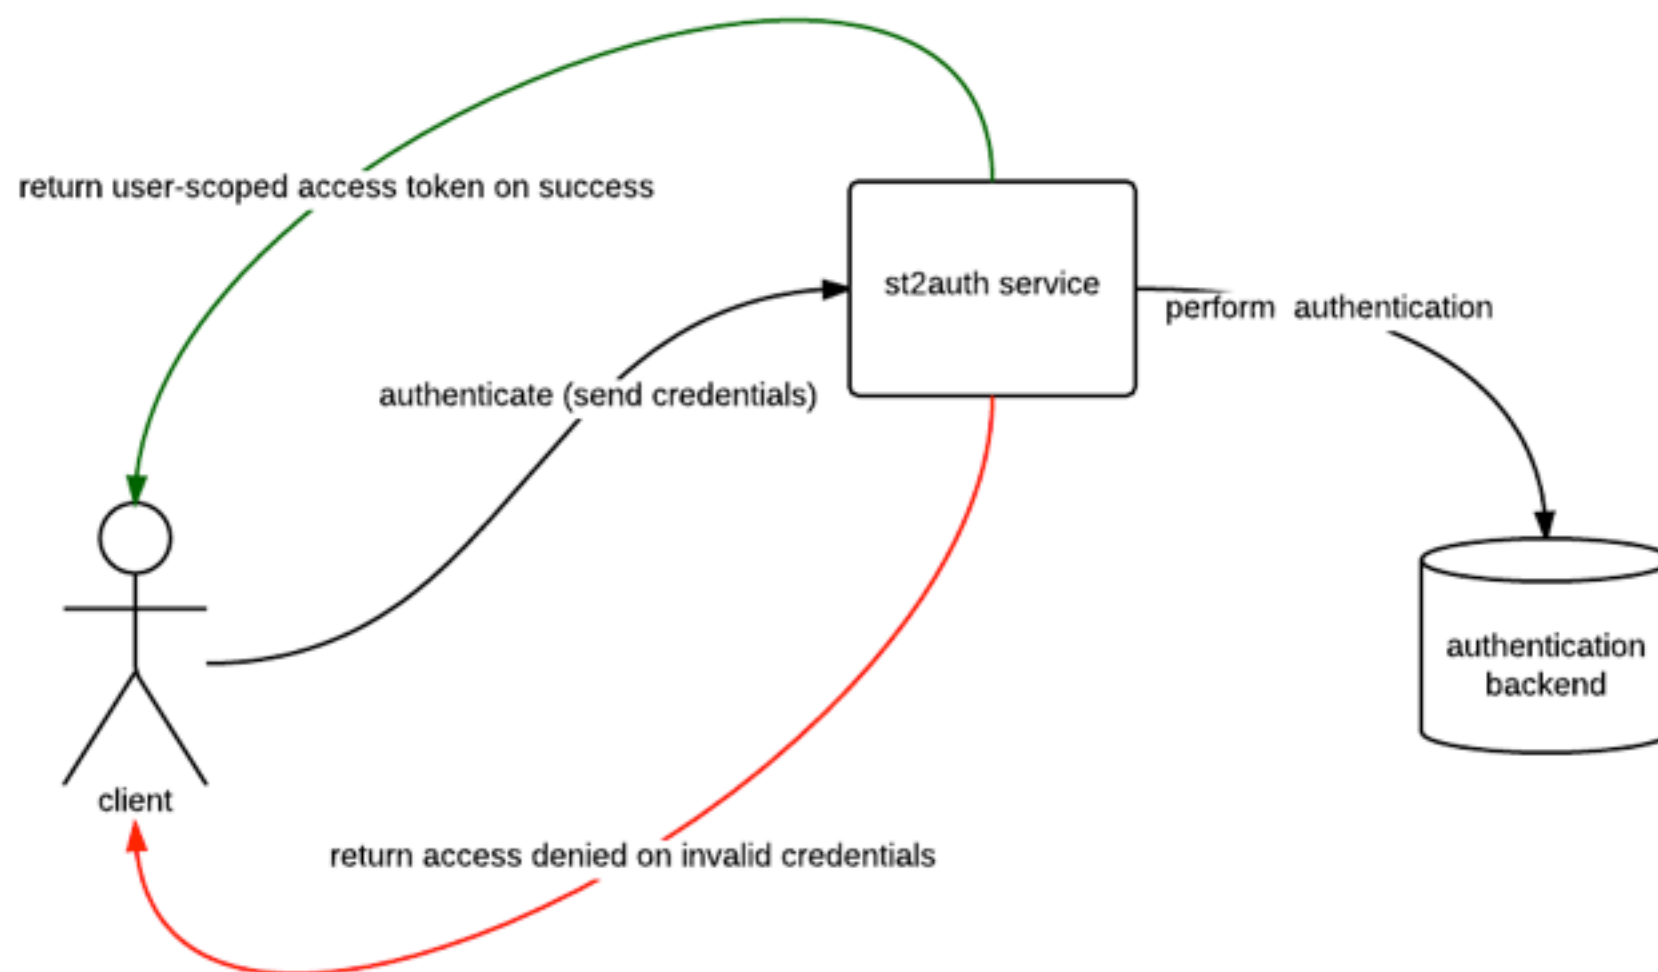 return user-scoped access token on success
st2auth service
perform  authentication
authenticate (send credentials)
authentication
backend
client
return access denied on invalid credentials